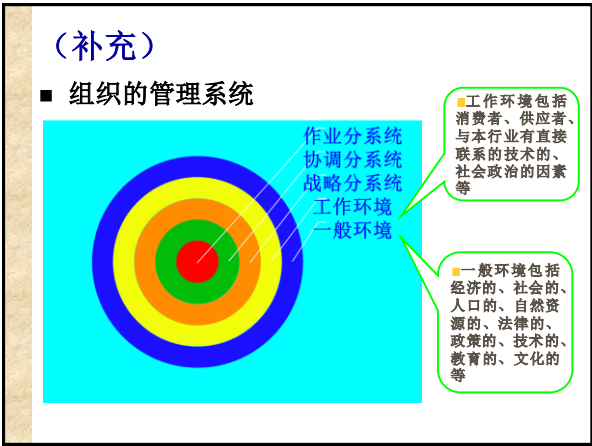 （补充）
■ 组织的管理系统
作业分系统
协调分系统
战略分系统
工作环境
一般环境
■工作环境包括
消费者、供应者、
与本行业有直接
联系的技术的、
社会政治的因素
等
■一般环境包括
经济的、社会的、
人口的、自然资
源的、法律的、
政策的、技术的、
教育的、文化的
等